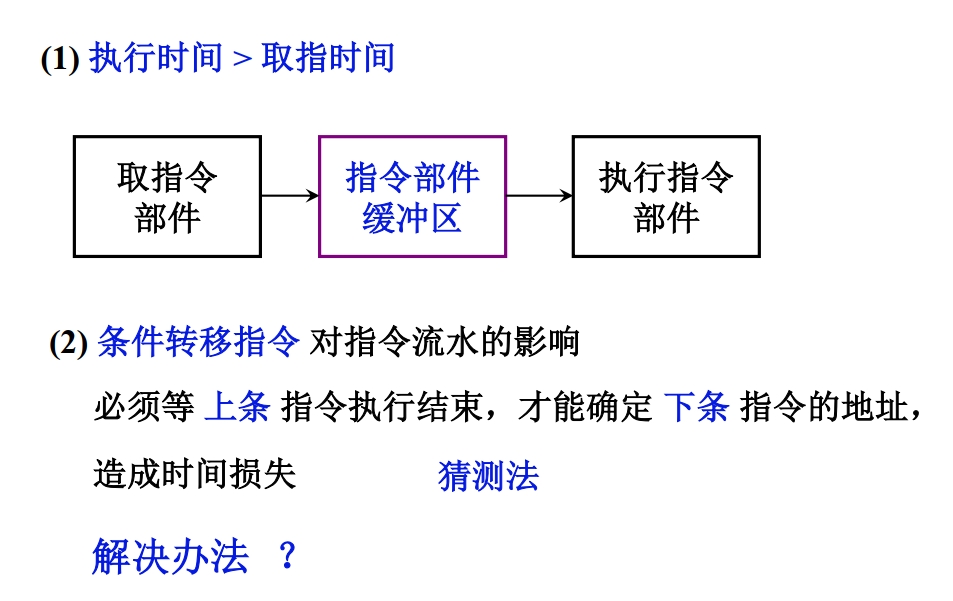 (1) 执行时间 > 取指时间
取指令
部件
指令部件
缓冲区
执行指令
部件
(2) 条件转移指令 对指令流水的影响
必须等 上条 指令执行结束，才能确定 下条 指令的地址，
造成时间损失 猜测法
解决办法 ？